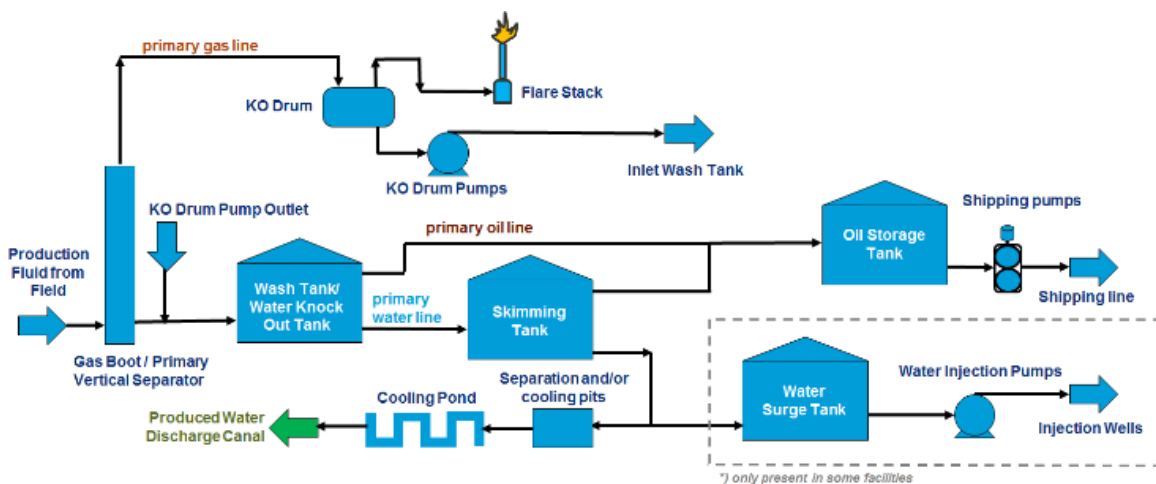 primary gas line
KO Drum
Flare Stack
KO Drum Pumps
Inlet Wash Tank
KO Drum Pump Outlet
Production
Fluid from
Field
Gas Boot / Primary
Vertical Separator
Wash Tank/
Water Knock
Out Tank
primary oil line
primary
water line
Skimming
Tank
Oil Storage
Tank
Shipping pumps
Shipping line
Separation and/or
cooling pits
Cooling Pond
Produced Water
Discharge Canal
Water
Surge Tank
Water Injection Pumps
Injection Wells
*) only present in some facilities